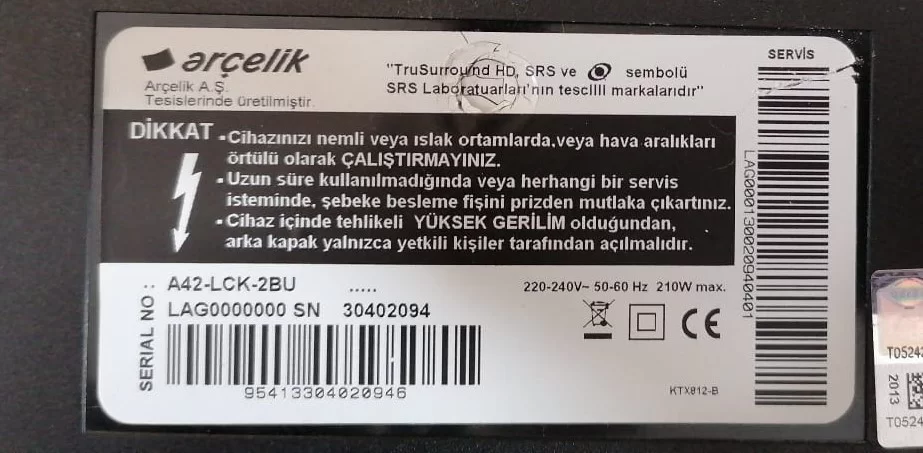 arçelik
Arçelik A.Ş.
Tesislerinde üretilmiştir.
"TruSurround HD, SRS ve sembolü
SRS Laboratuarları'nın tescillİ markalarıdır"
SERVİS
DİKKAT
-Cihazınızı nemli veya ıslak ortamlarda,veya hava aralıkları
örtülü olarak ÇALIŞTIRMAYINIZ.
-Uzun süre kullanılmadığında veya herhangi bir servis
isteminde, şebeke besleme fişini prizden mutlaka çıkartınız.
-Cihaz içinde tehlikeli YÜKSEK GERİLİM olduğundan,
arka kapak yalnızca yetkili kişiler tarafından açılmalıdır.
LAG000130020940401
SERIAL NO :
A42-LCK-2BU .....
LAG0000000 SN 30402094
95413304020946
220-240V~ 50-60 Hz 210W max.
CE
KTX812-B
T0524
2013
T0524